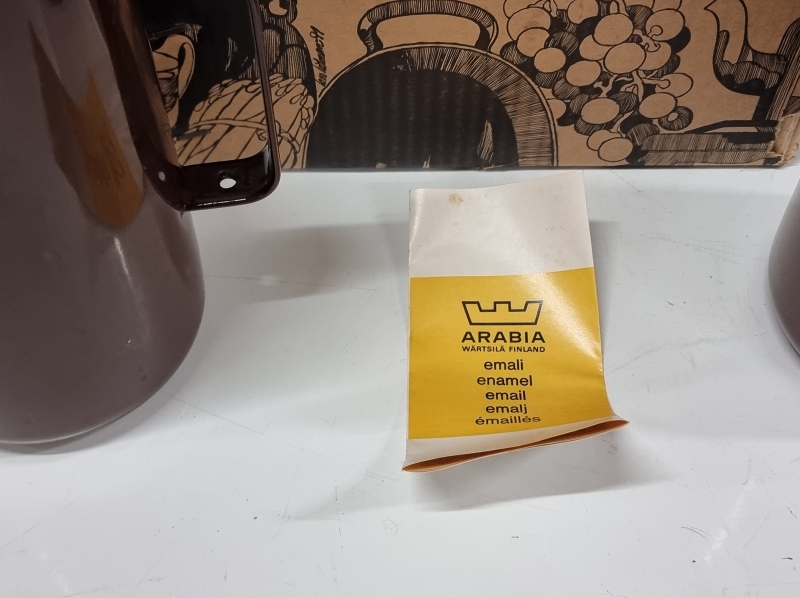 ARABIA
WÄRTSILÄ FINLAND
emali
enamel
email
emalj
émaillés